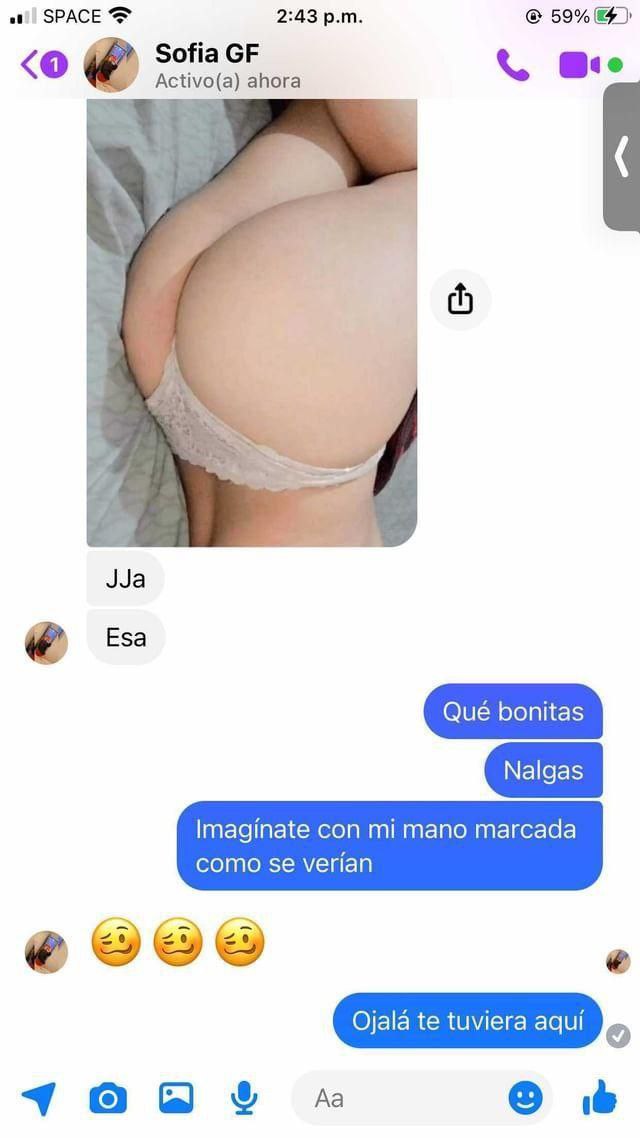 SPACE 2:43 p.m. 59%
1 Sofia GF
Activo(a) ahora
JJa
Esa
Qué bonitas
Nalgas
Imagínate con mi mano marcada
como se verían
Ojalá te tuviera aquí
Aa